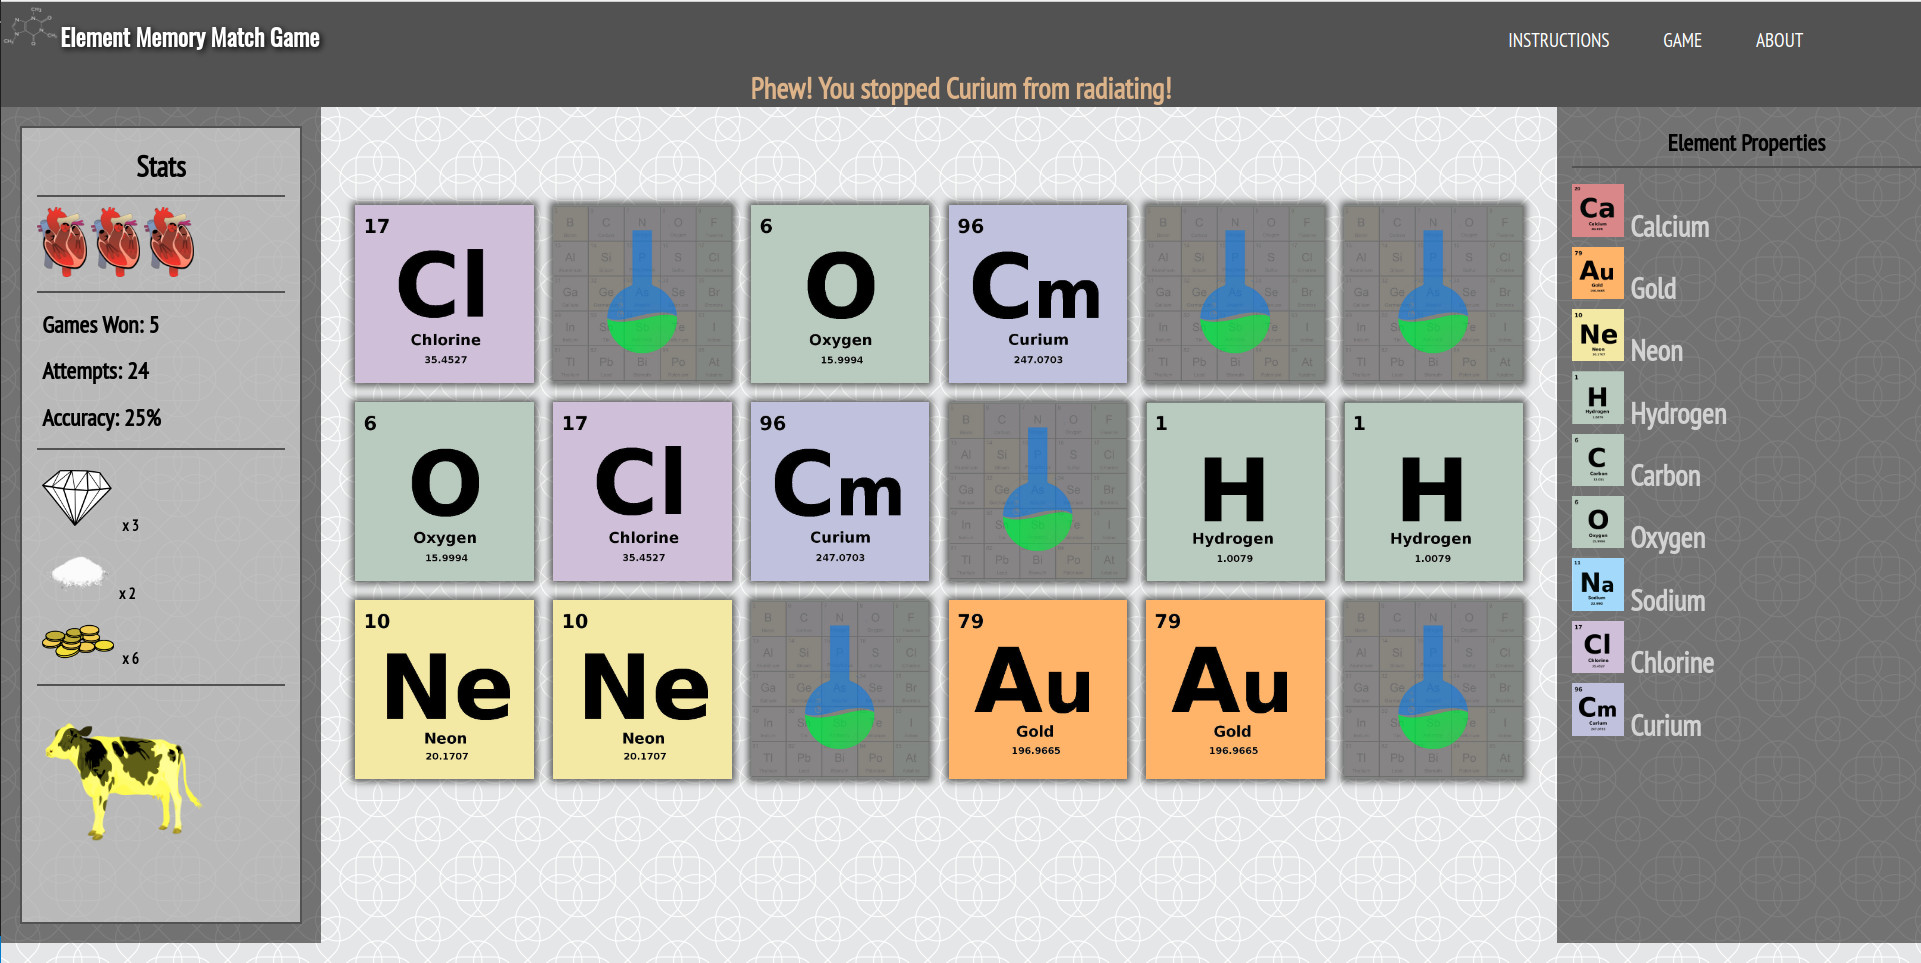 Element Memory Match Game
INSTRUCTIONS GAME ABOUT
Phew! You stopped Curium from radiating!
Stats
Games Won: 5
Attempts: 24
Accuracy: 25%
x 3
x 2
x 6
17
Cl
Chlorine
35.4527
6
O
Oxygen
15.9994
96
Cm
Curium
247.0703
6
O
Oxygen
15.9994
17
Cl
Chlorine
35.4527
96
Cm
Curium
247.0703
1
H
Hydrogen
1.0079
1
H
Hydrogen
1.0079
10
Ne
Neon
20.1707
10
Ne
Neon
20.1707
79
Au
Gold
196.9665
79
Au
Gold
196.9665
Element Properties
Ca Calcium
Au Gold
Ne Neon
H Hydrogen
C Carbon
O Oxygen
Na Sodium
Cl Chlorine
Cm Curium